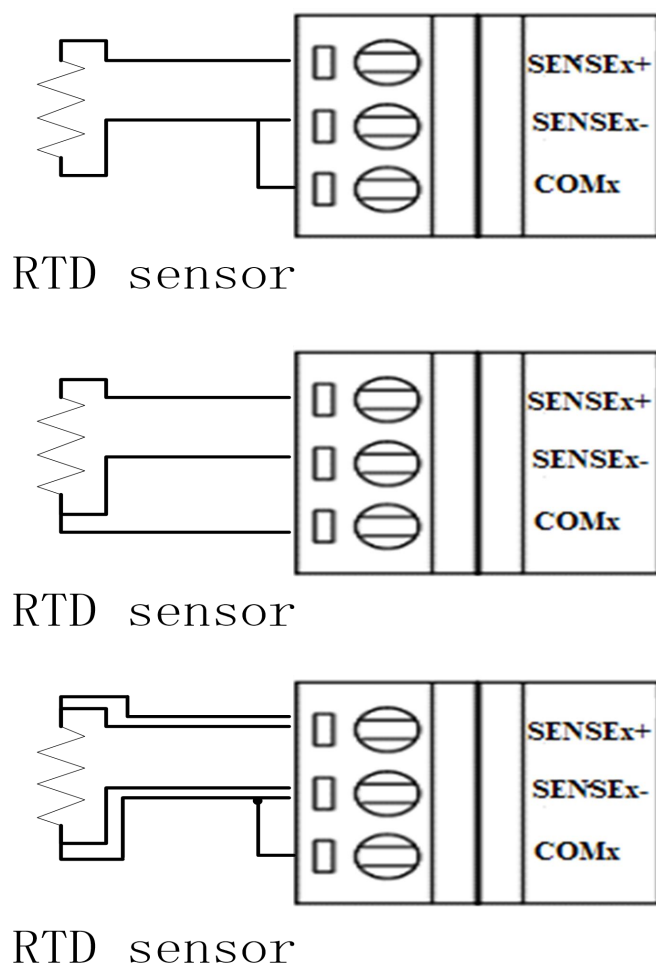 SENSEx+
SENSEx-
COMx
RTD sensor
SENSEx+
SENSEx-
COMx
RTD sensor
SENSEx+
SENSEx-
COMx
RTD sensor